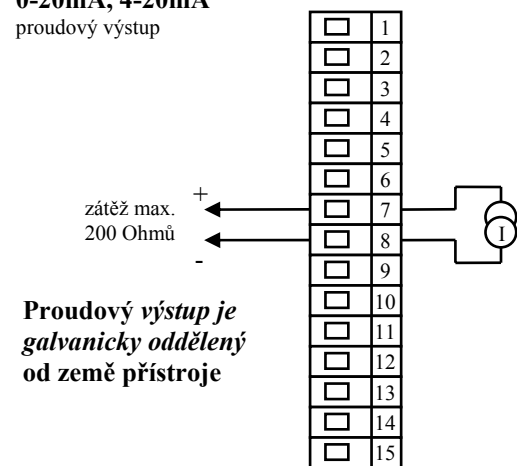 0-20mA, 4-20mA
proudový výstup
1
2
3
4
5
6
+
zátěž max.
7
200 Ohmů
8
I
-
9
10
Proudový výstup je
11
galvanicky oddělený
12
od země přístroje
13
14
15